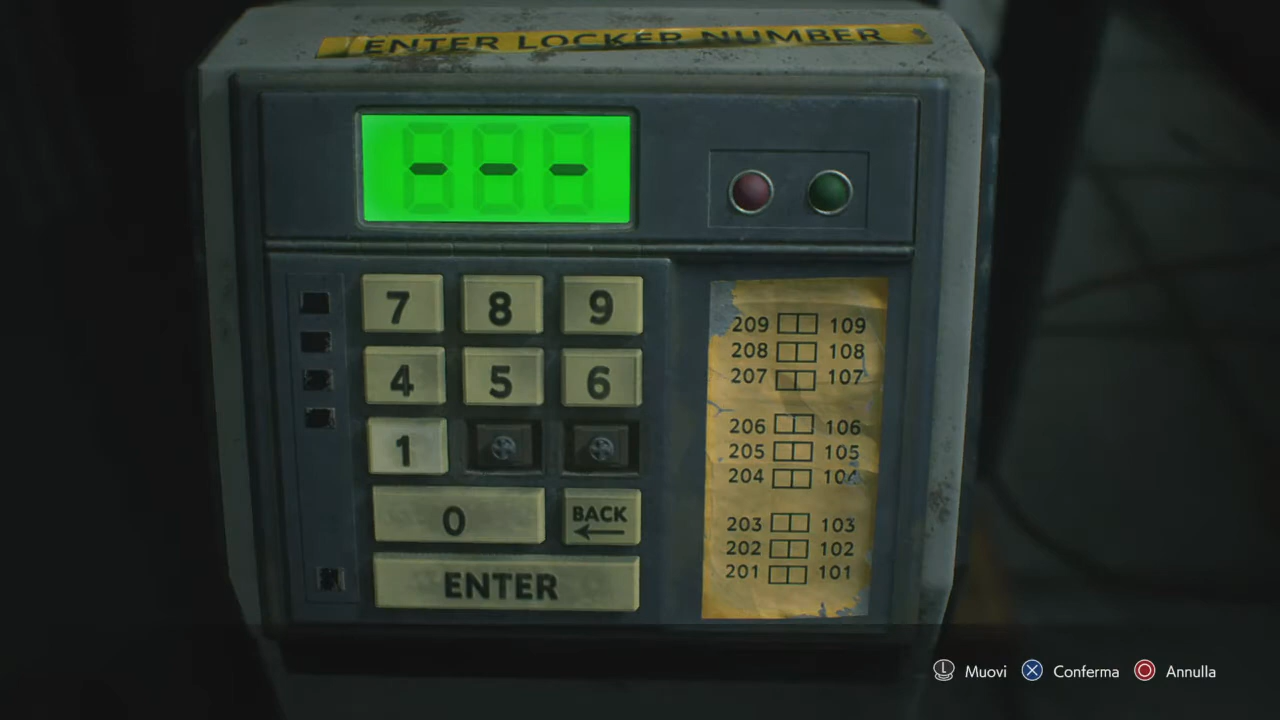 ENTER LOCKER NUMBER
- - -
7 8 9
4 5 6
1
0 BACK
ENTER
209 109
208 108
207 107
206 106
205 105
204 104
203 103
202 102
201 101
L Muovi Conferma Annulla